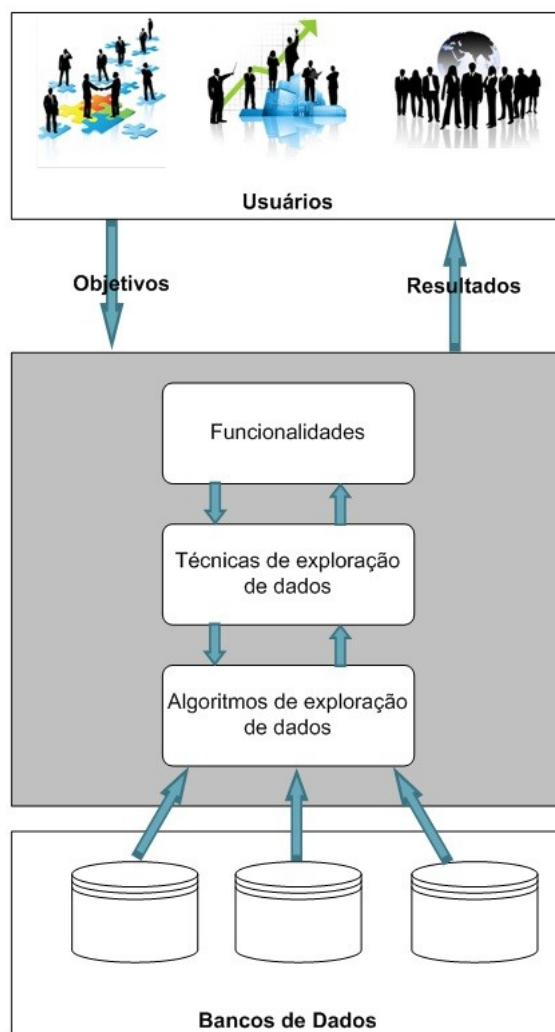 Usuários
Objetivos
Resultados
Funcionalidades
Técnicas de exploração
de dados
Algoritmos de exploração
de dados
Bancos de Dados